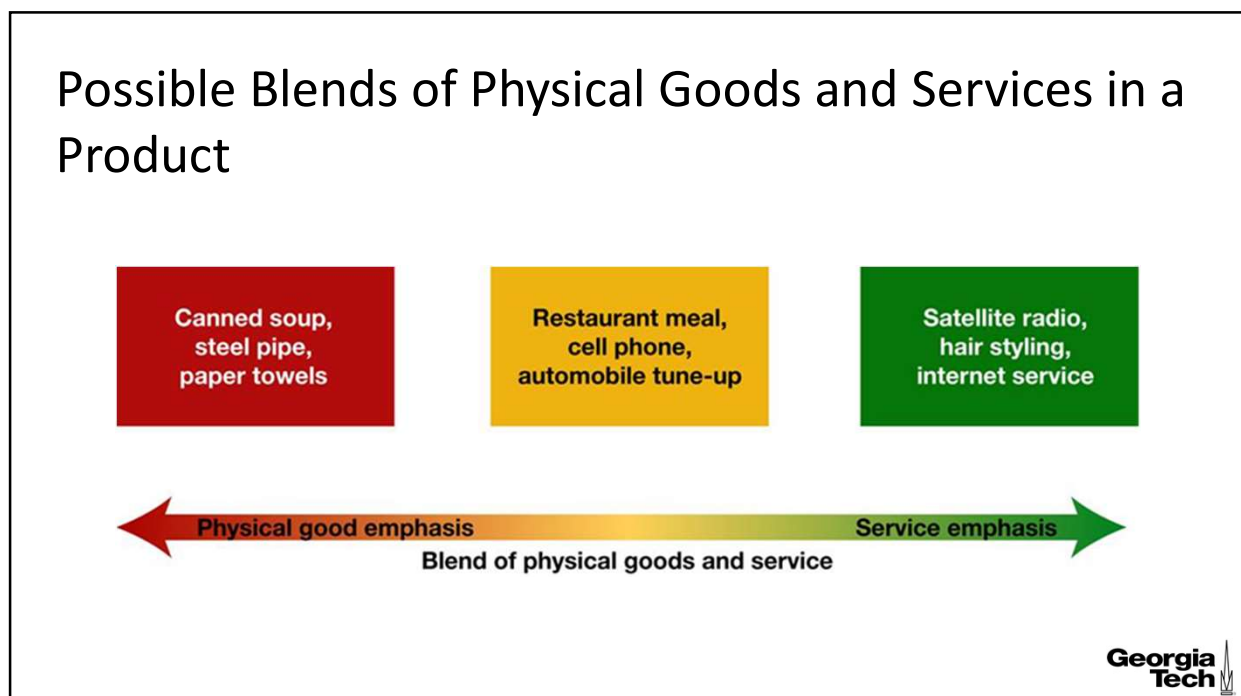 Possible Blends of Physical Goods and Services in a
Product
Canned soup,
steel pipe,
paper towels
Restaurant meal,
cell phone,
automobile tune-up
Satellite radio,
hair styling,
internet service
Physical good emphasis
Service emphasis
Blend of physical goods and service
Georgia
Tech